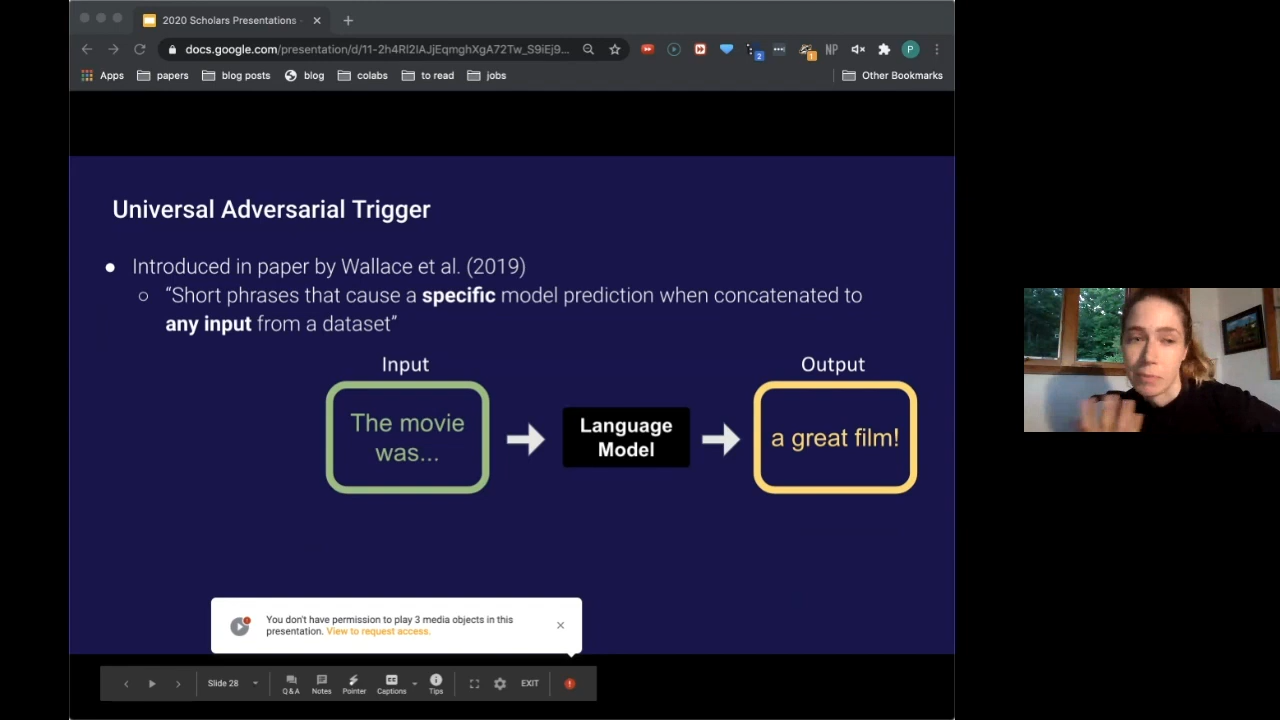 2020 Scholars Presentations
docs.google.com/presentation/d/11-2h4Rl2lAJjEqmghXgA72Tw_S9iEj9...
2
1
NP
P
Apps papers blog posts blog colabs to read jobs Other Bookmarks
Universal Adversarial Trigger
● Introduced in paper by Wallace et al. (2019)
○ “Short phrases that cause a specific model prediction when concatenated to
any input from a dataset”
Input
Output
The movie
was...
Language
Model
a great film!
You don't have permission to play 3 media objects in this
presentation. View to request access.
Slide 28
Q&A Notes Pointer Captions Tips EXIT